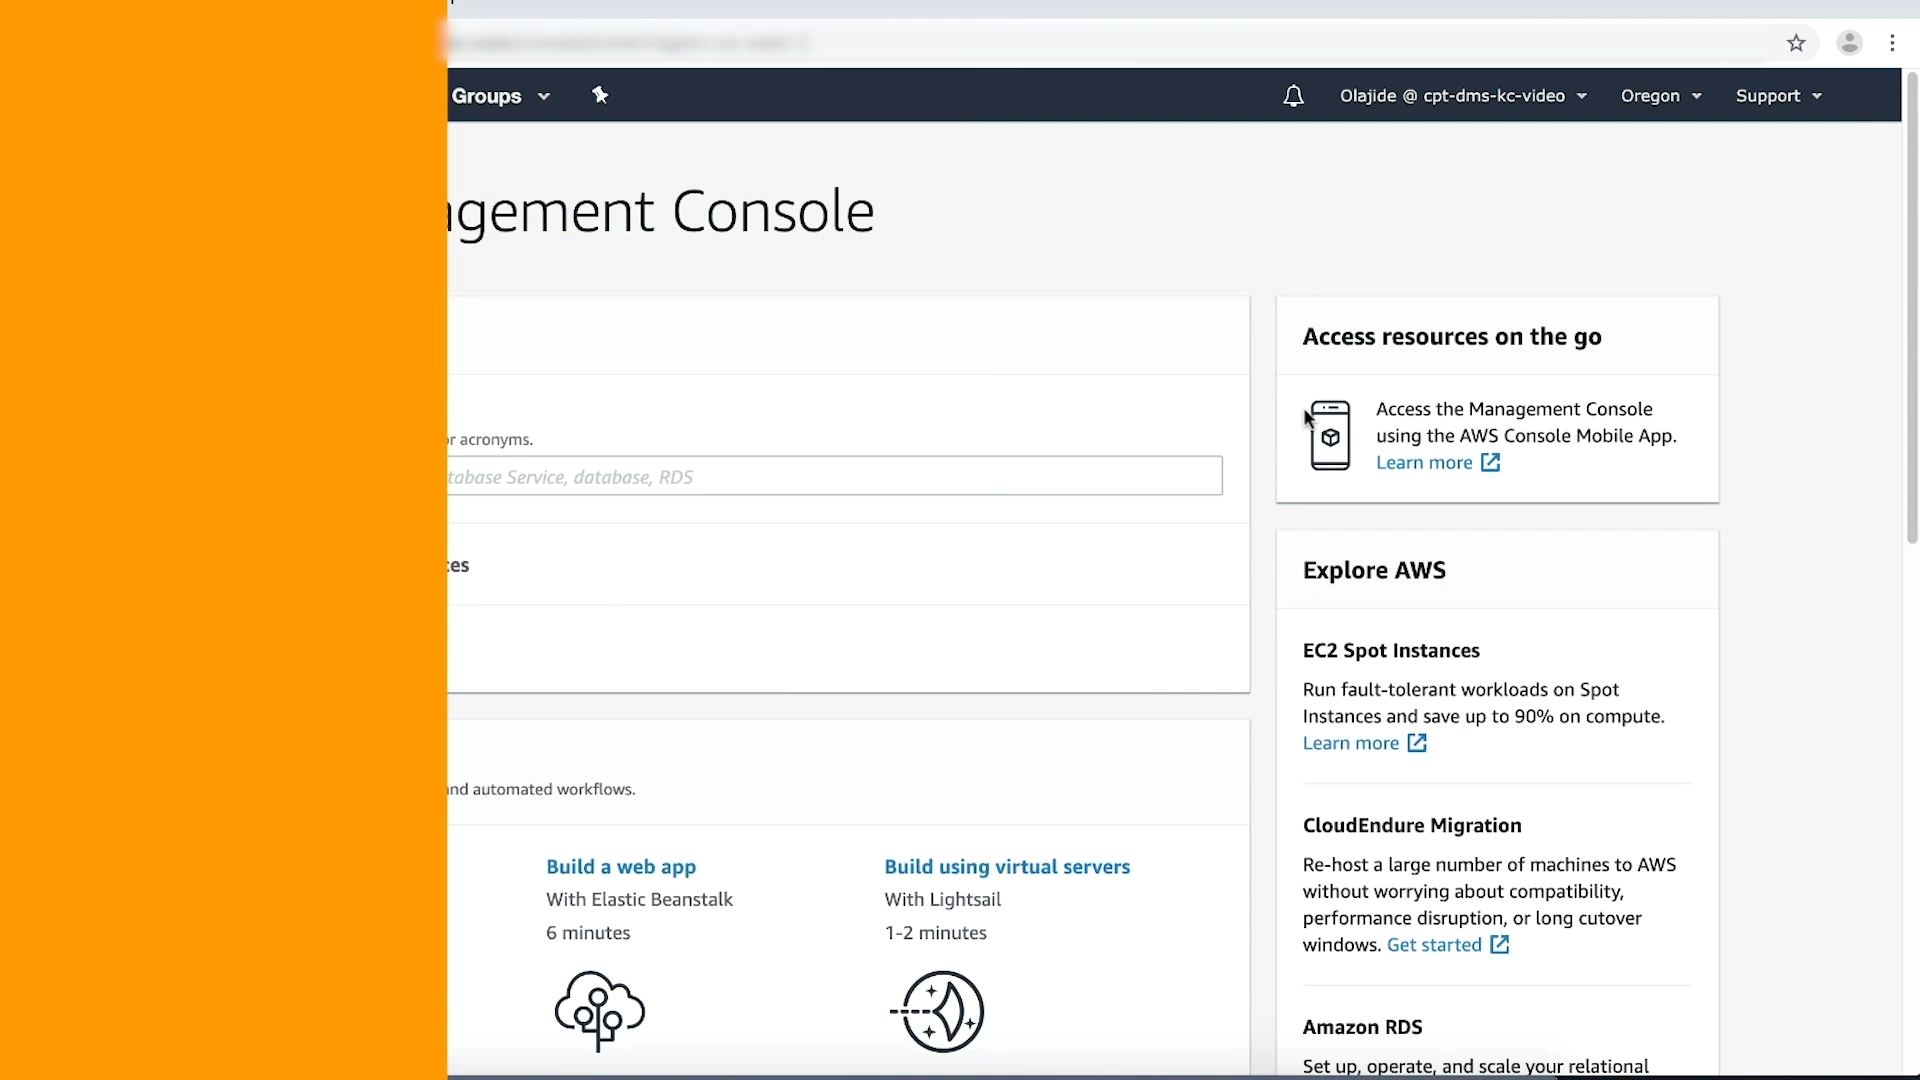 Groups
Olajide @ cpt-dms-kc-video
Oregon
Support
Console
Access resources on the go
Access the Management Console
using the AWS Console Mobile App.
Learn more
acronyms.
Service, database, RDS
Explore AWS
EC2 Spot Instances
Run fault-tolerant workloads on Spot
Instances and save up to 90% on compute.
Learn more
automated workflows.
CloudEndure Migration
Re-host a large number of machines to AWS
without worrying about compatibility,
performance disruption, or long cutover
windows. Get started
Build a web app
With Elastic Beanstalk
6 minutes
Build using virtual servers
With Lightsail
1-2 minutes
Amazon RDS
Set up, operate, and scale your relational